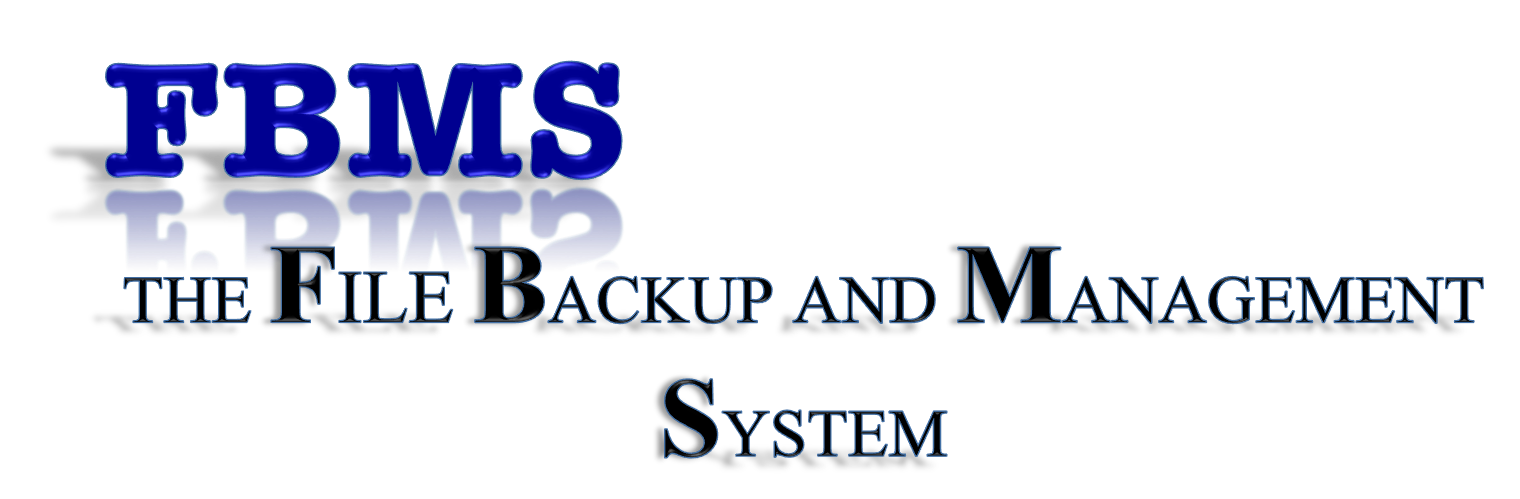 FBMS
THE FILE BACKUP AND MANAGEMENT
SYSTEM